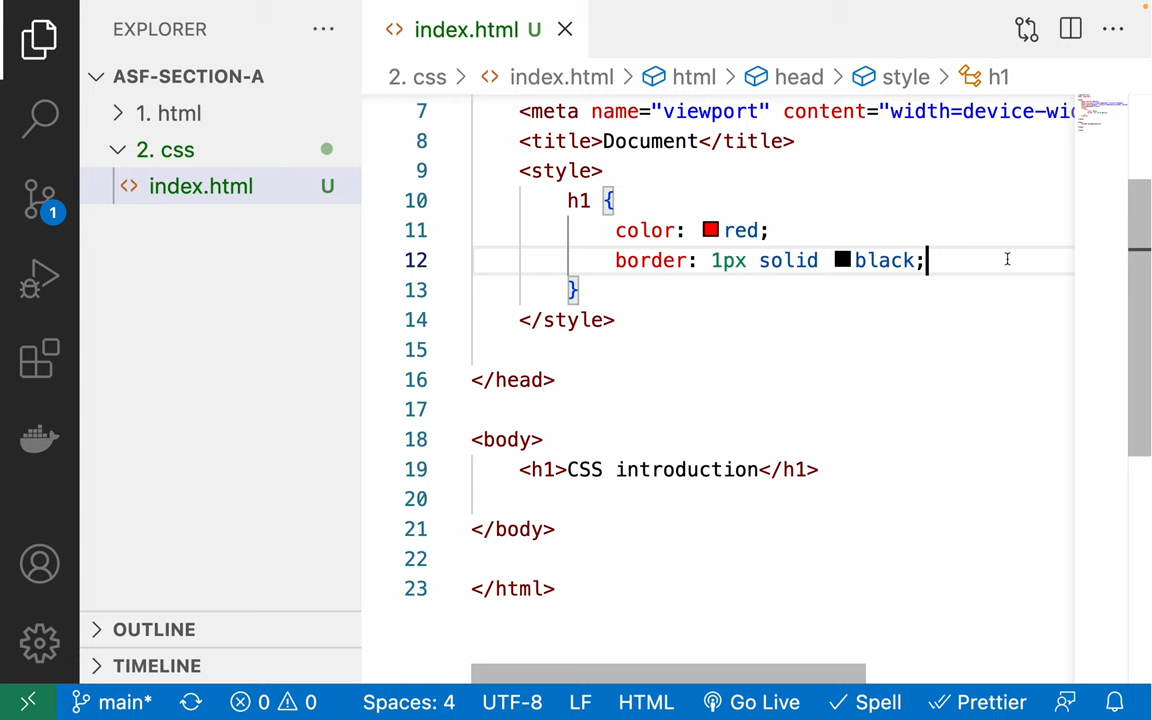 EXPLORER
ASF-SECTION-A
1. html
2. css
index.html U
1
OUTLINE
TIMELINE
index.html U
2. css > index.html > html > head > style > h1
7 <meta name="viewport" content="width=device-wi
8 <title>Document</title>
9 <style>
10 h1 {
11 color: red;
12 border: 1px solid black;
13 }
14 </style>
15
16 </head>
17
18 <body>
19 <h1>CSS introduction</h1>
20
21 </body>
22
23 </html>
main* 0 0 Spaces: 4 UTF-8 LF HTML Go Live Spell Prettier